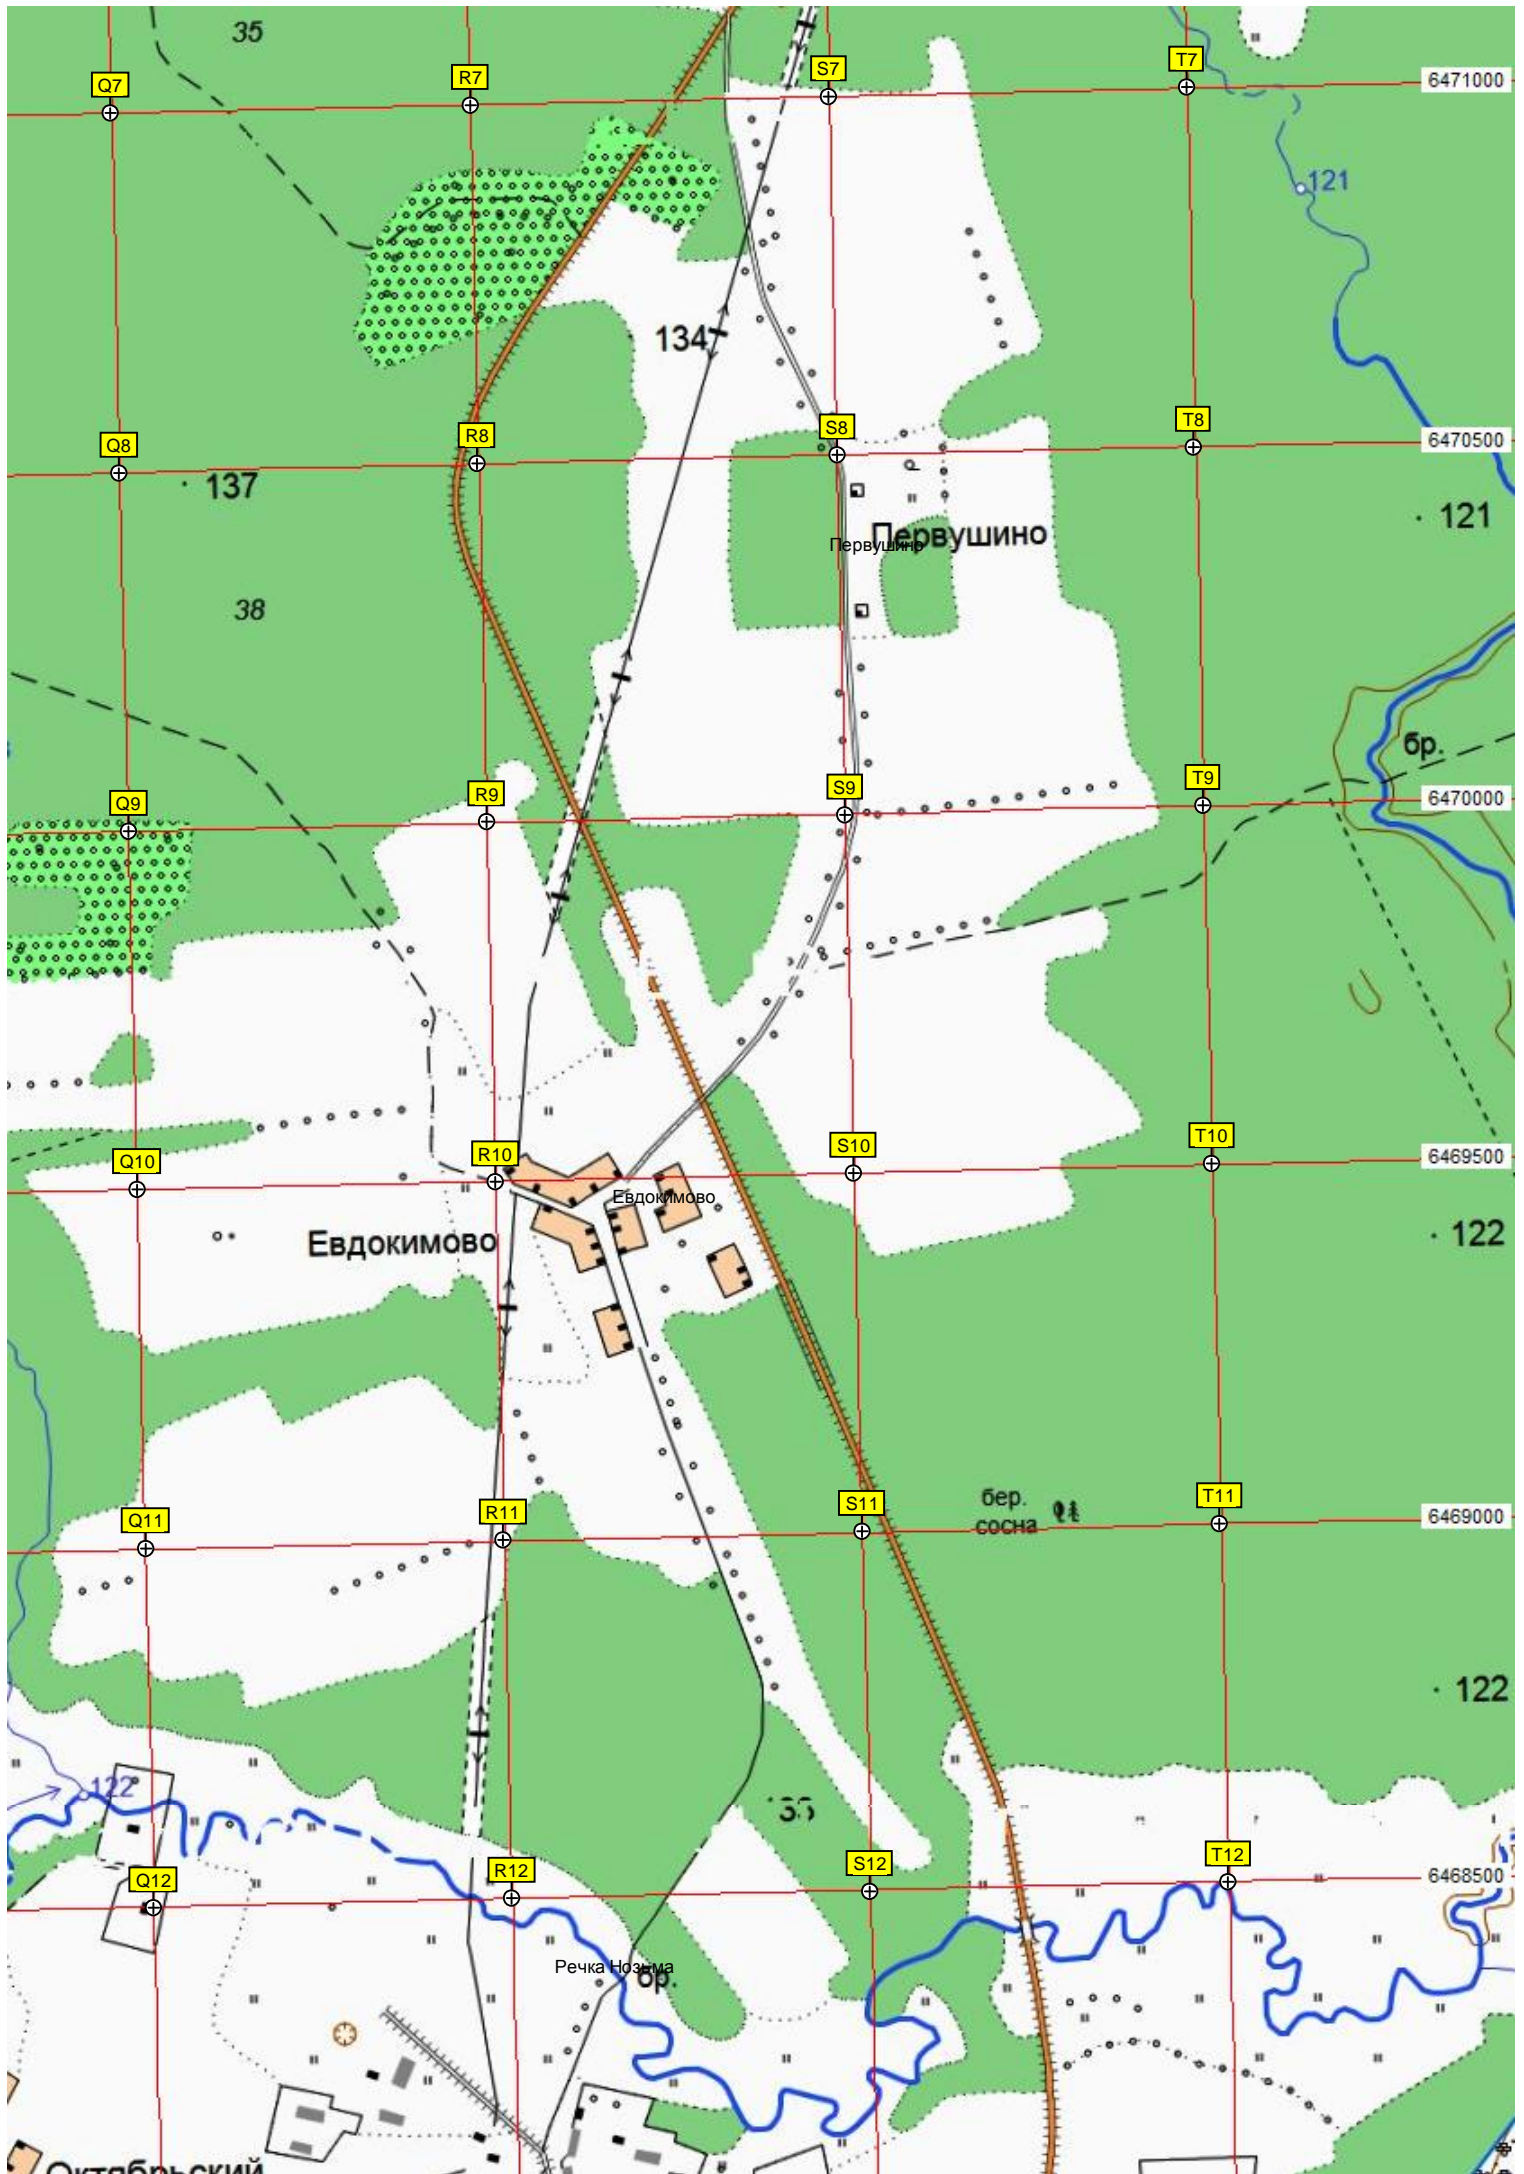 35
Q7
R7
S7
T7
6471000
121
134
Q8
R8
S8
T8
6470500
137
121
Первушино
Первушино
38
бр.
Q9
R9
S9
T9
6470000
Q10
R10
S10
T10
6469500
Евдокимово
Евдокимово
122
Q11
R11
S11
T11
6469000
бер.
сосна
122
122
Q12
R12
S12
T12
6468500
Речка Нозьма
бр.
Октябрьский